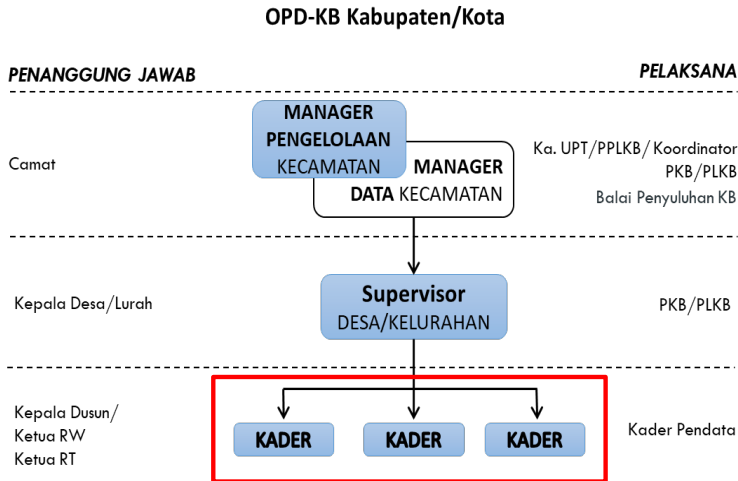 OPD-KB Kabupaten/Kota
PENANGGUNG JAWAB
PELAKSANA
Camat
MANAGER
PENGELOLAAN
KECAMATAN
MANAGER
DATA KECAMATAN
Ka. UPT/PPLKB/ Koordinator
PKB/PLKB
Balai Penyuluhan KB
Kepala Desa/Lurah
Supervisor
DESA/KELURAHAN
PKB/PLKB
Kepala Dusun/
Ketua RW
Ketua RT
KADER
KADER
KADER
Kader Pendata